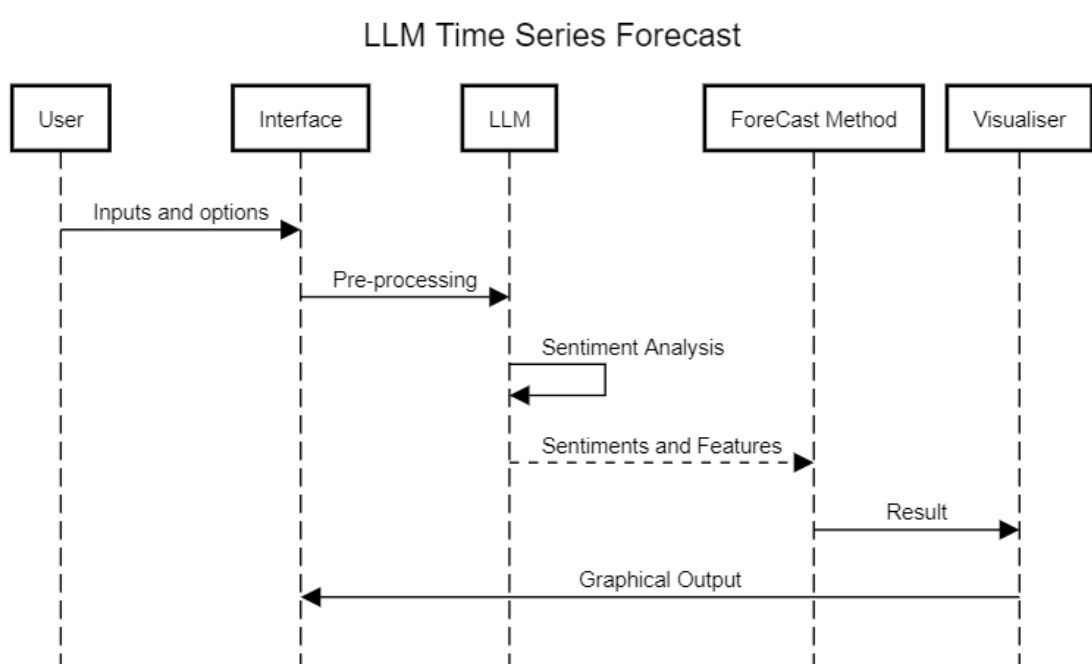 LLM Time Series Forecast
User
Interface
LLM
ForeCast Method
Visualiser
Inputs and options
Pre-processing
Sentiment Analysis
Sentiments and Features
Result
Graphical Output